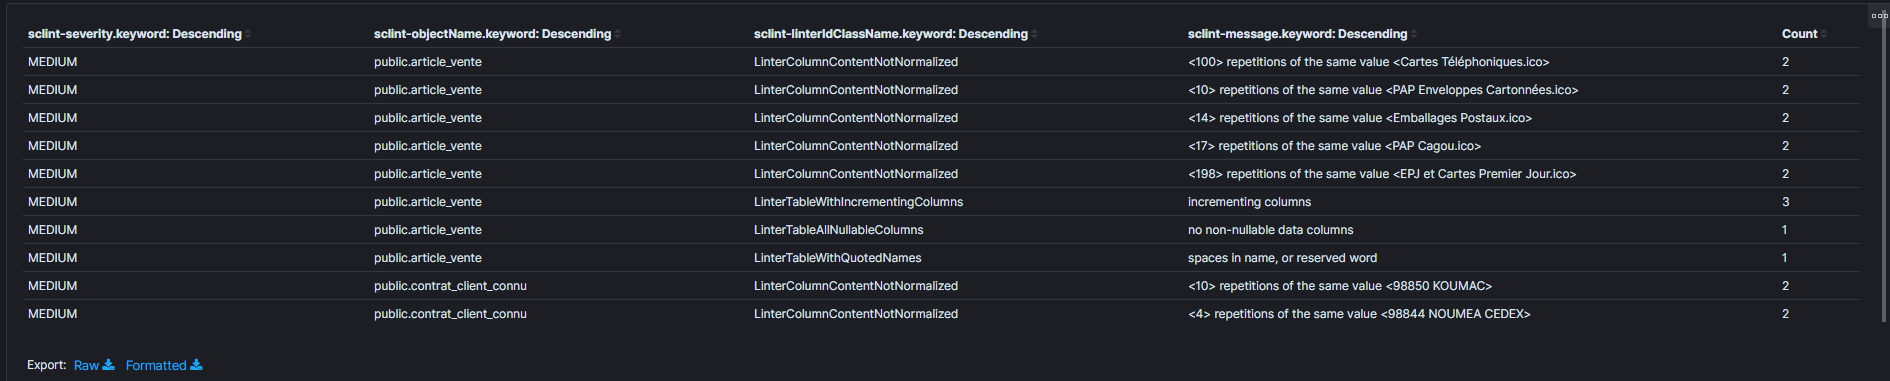 sclint-severity.keyword: Descending sclint-objectName.keyword: Descending sclint-linterIdClassName.keyword: Descending sclint-message.keyword: Descending Count
MEDIUM public.article_vente LinterColumnContentNotNormalized <100> repetitions of the same value <Cartes Téléphoniques.ico> 2
MEDIUM public.article_vente LinterColumnContentNotNormalized <10> repetitions of the same value <PAP Enveloppes Cartonnées.ico> 2
MEDIUM public.article_vente LinterColumnContentNotNormalized <14> repetitions of the same value <Emballages Postaux.ico> 2
MEDIUM public.article_vente LinterColumnContentNotNormalized <17> repetitions of the same value <PAP Cagou.ico> 2
MEDIUM public.article_vente LinterColumnContentNotNormalized <198> repetitions of the same value <EPJ et Cartes Premier Jour.ico> 2
MEDIUM public.article_vente LinterTableWithIncrementingColumns incrementing columns 3
MEDIUM public.article_vente LinterTableAllNullableColumns no non-nullable data columns 1
MEDIUM public.article_vente LinterTableWithQuotedNames spaces in name, or reserved word 1
MEDIUM public.contrat_client_connu LinterColumnContentNotNormalized <10> repetitions of the same value <98850 KOUMAC> 2
MEDIUM public.contrat_client_connu LinterColumnContentNotNormalized <4> repetitions of the same value <98844 NOUMEA CEDEX> 2
Export: Raw Formatted